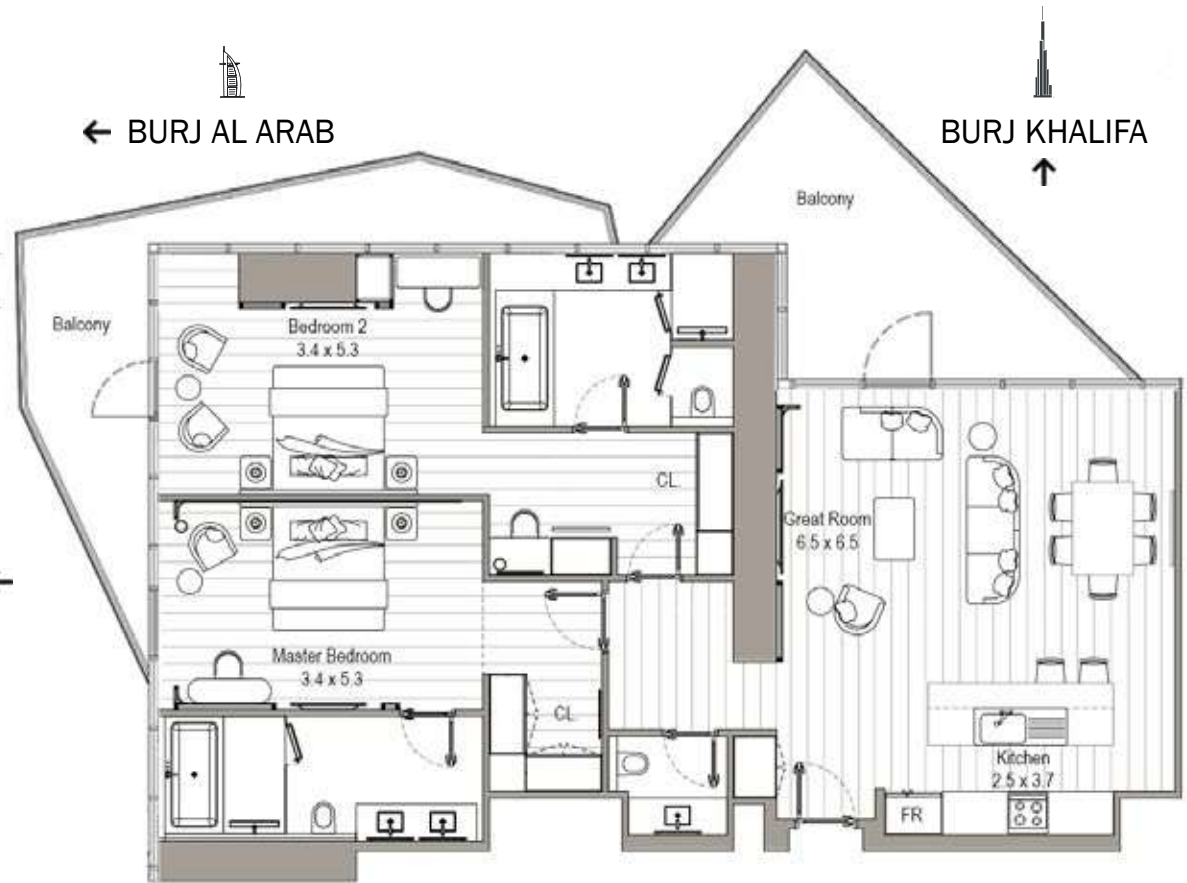 BURJ AL ARAB
BURJ KHALIFA
Balcony
Balcony
Bedroom 2
3.4 x 5.3
CL.
Great Room
6.5 x 6.5
Master Bedroom
3.4 x 5.3
CL
Kitchen
2.5 x 3.7
FR